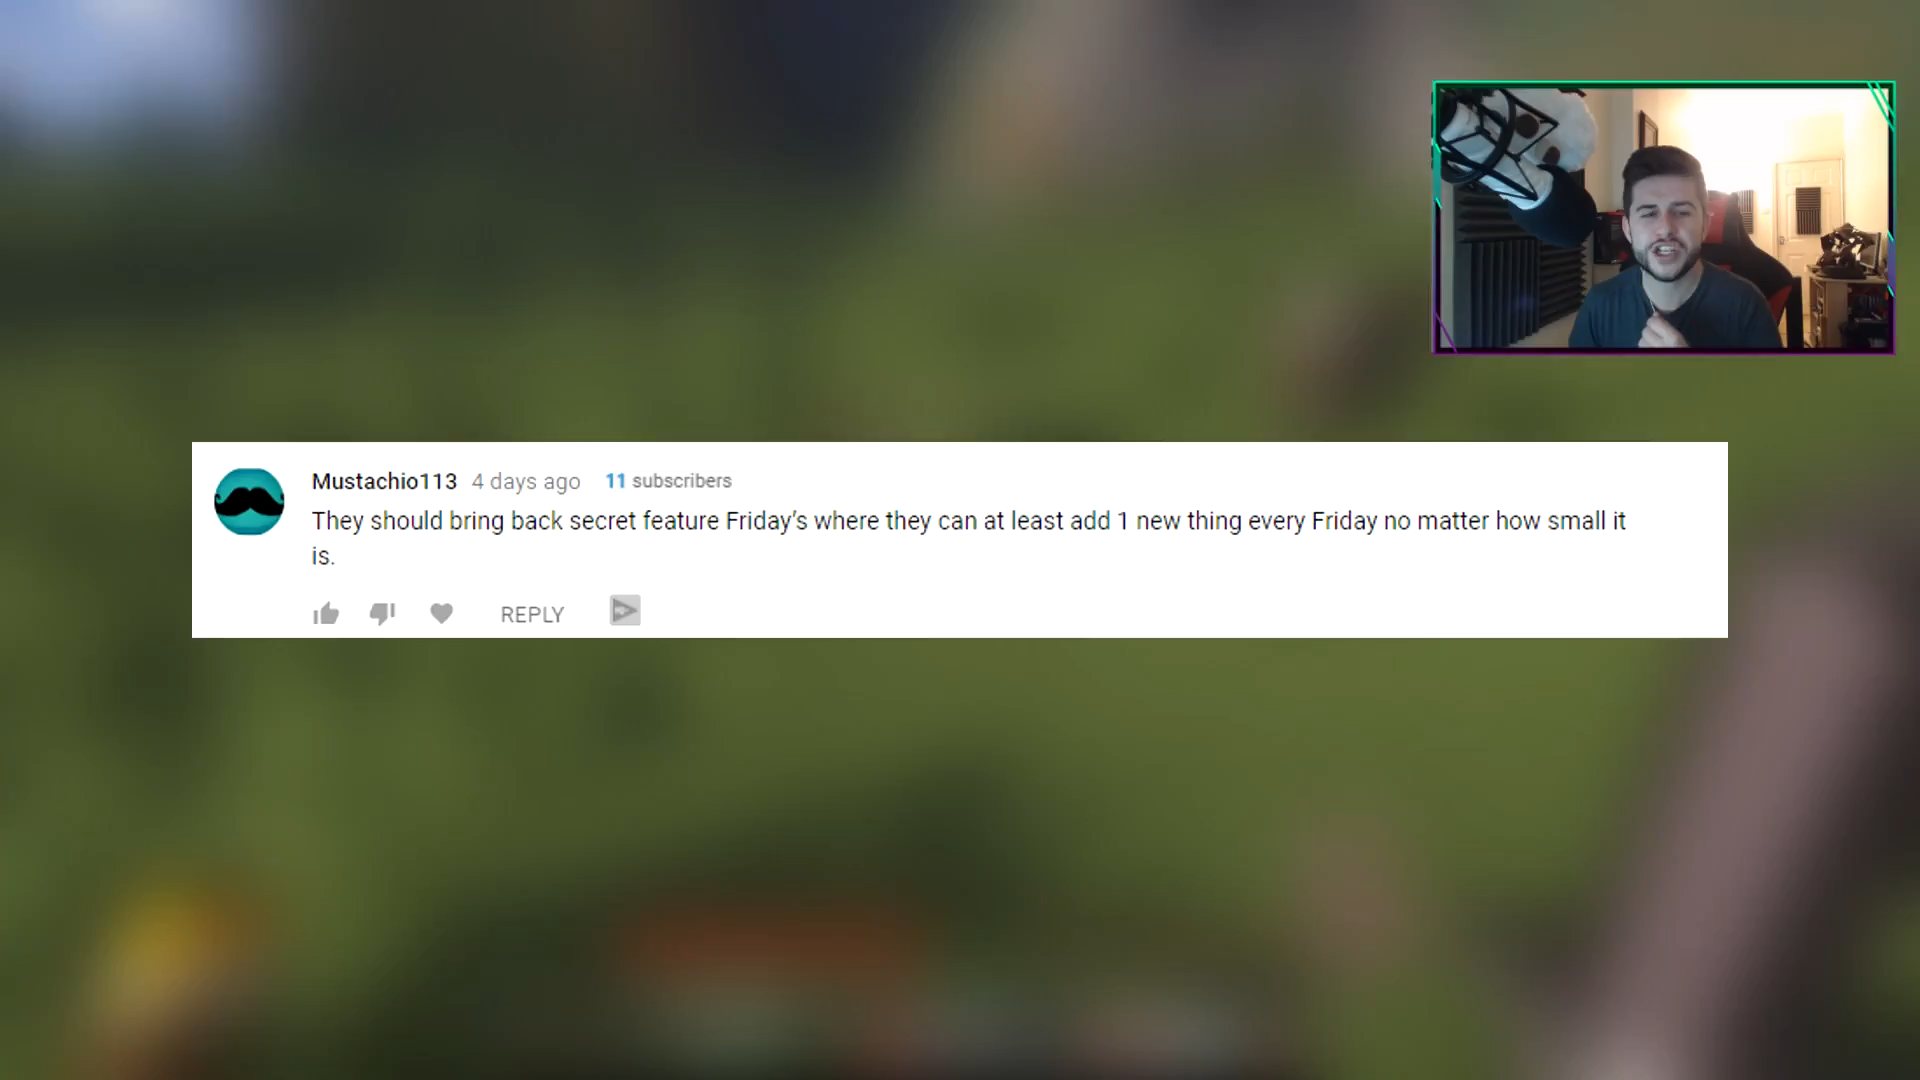 Mustachio113 4 days ago 11 subscribers
They should bring back secret feature Friday's where they can at least add 1 new thing every Friday no matter how small it
is.
REPLY